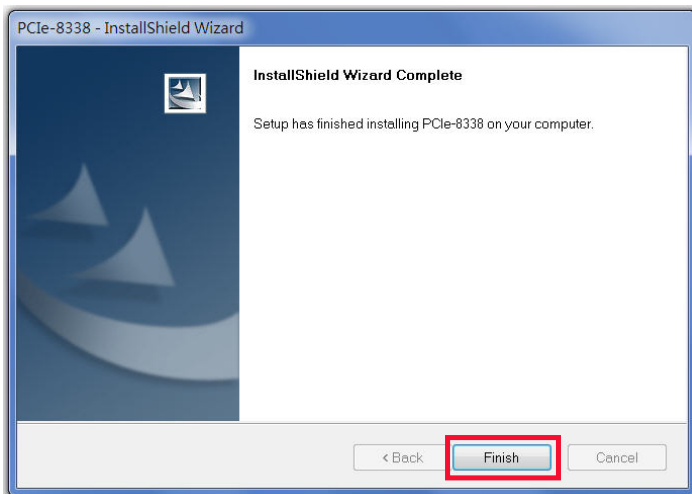 PCIe-8338 - InstallShield Wizard
InstallShield Wizard Complete
Setup has finished installing PCIe-8338 on your computer.
< Back
Finish
Cancel